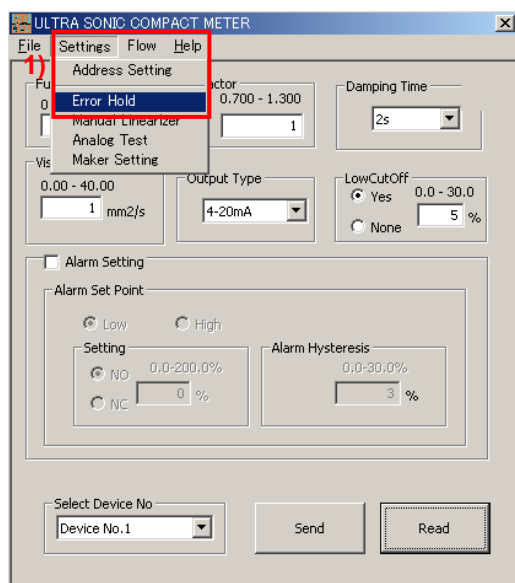 ULTRA SONIC COMPACT METER
File Settings Flow Help
1)
Address Setting
Error Hold
Manual Linearizer
Analog Test
Maker Setting
Fu
0
actor
0.700 - 1.300
1
Damping Time
2s
Vis
0.00 - 40.00
1 mm2/s
Output Type
4-20mA
LowCutOff
Yes 0.0 - 30.0
5 %
None
Alarm Setting
Alarm Set Point
Low High
Setting
NO 0,0-200,0%
NC 0 %
Alarm Hysteresis
0,0-30,0%
3 %
Select Device No
Device No.1
Send
Read